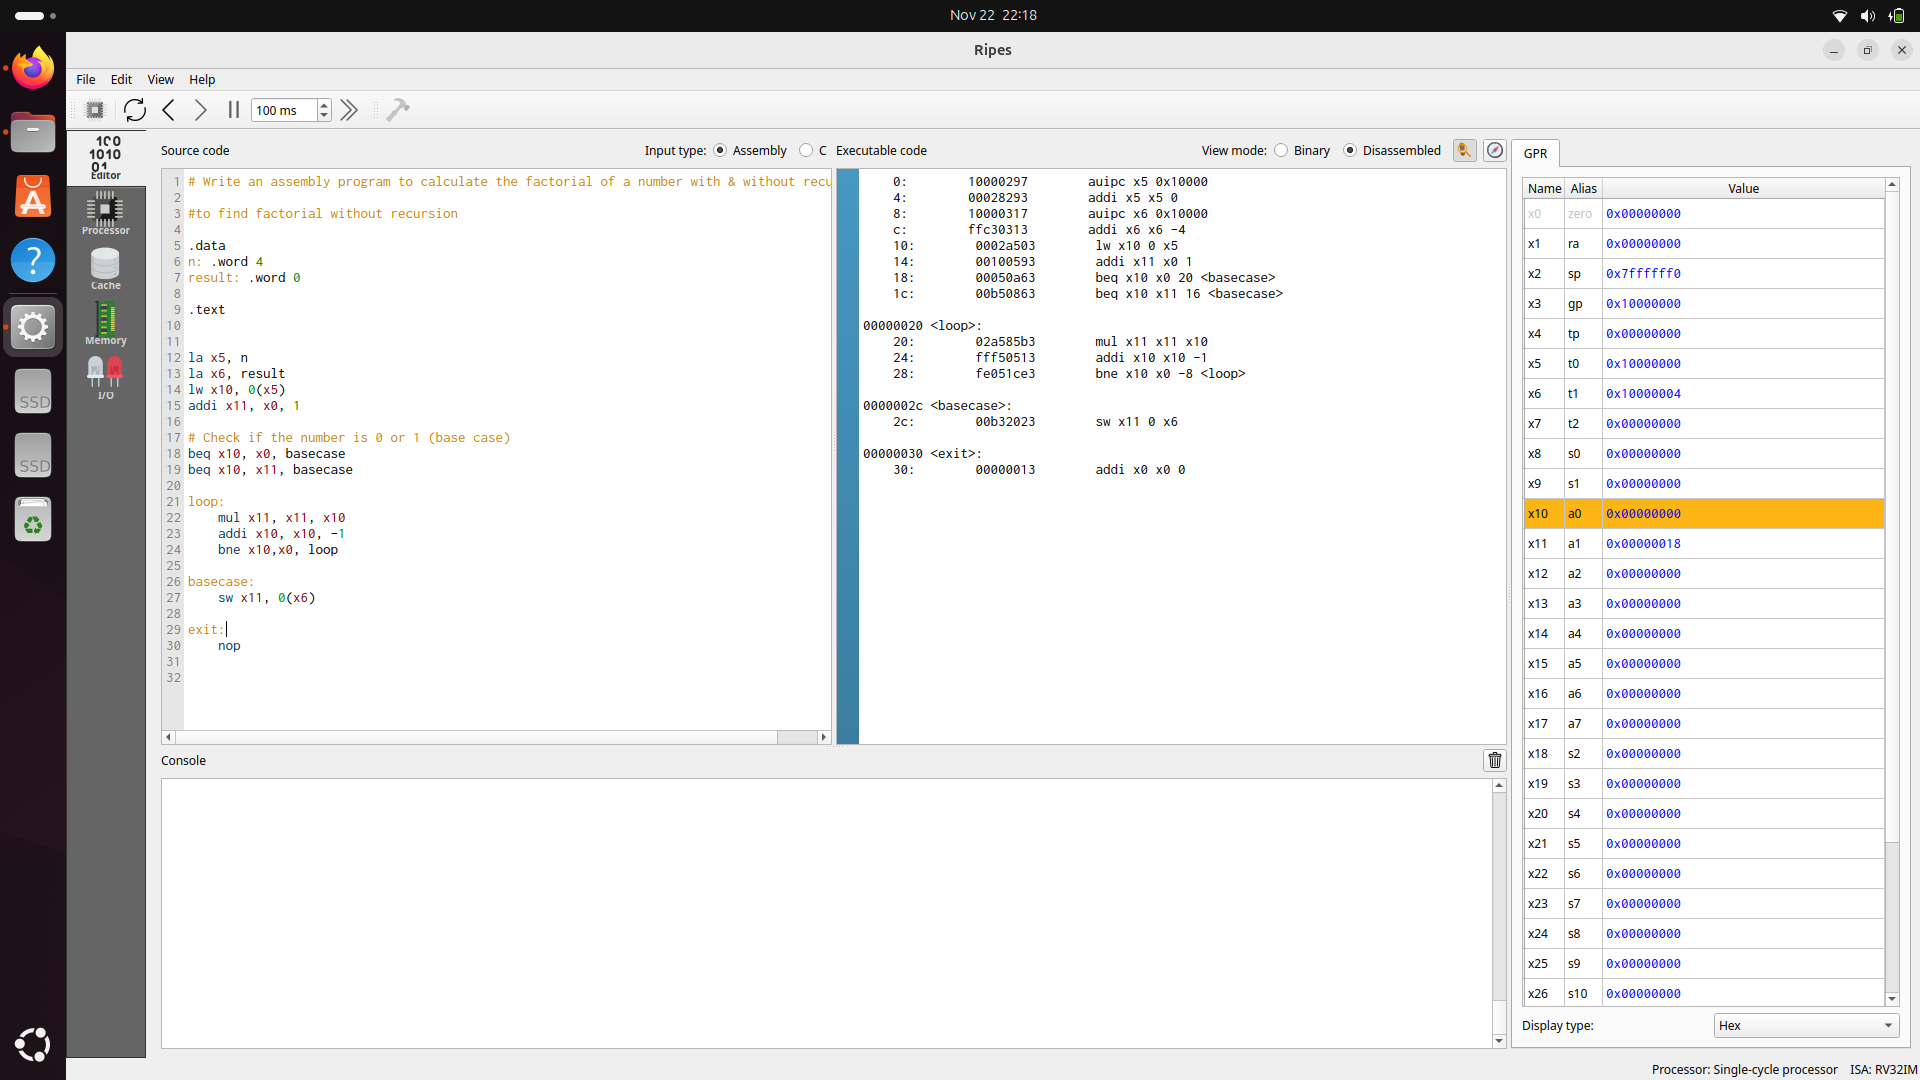 Nov 22 22:18
Ripes
File Edit View Help
100 ms
Editor
Processor
Cache
Memory
I/O
SSD
SSD
Source code
Input type: Assembly C
1 # Write an assembly program to calculate the factorial of a number with & without recu
2
3 #to find factorial without recursion
4
5 .data
6 n: .word 4
7 result: .word 0
8
9 .text
10
11
12 la x5, n
13 la x6, result
14 lw x10, 0(x5)
15 addi x11, x0, 1
16
17 # Check if the number is 0 or 1 (base case)
18 beq x10, x0, basecase
19 beq x10, x11, basecase
20
21 loop:
22 mul x11, x11, x10
23 addi x10, x10, -1
24 bne x10,x0, loop
25
26 basecase:
27 sw x11, 0(x6)
28
29 exit:
30 nop
31
32
Executable code
View mode: Binary Disassembled
0: 10000297 auipc x5 0x10000
4: 00028293 addi x5 x5 0
8: 10000317 auipc x6 0x10000
c: ffc30313 addi x6 x6 -4
10: 0002a503 lw x10 0 x5
14: 00100593 addi x11 x0 1
18: 00050a63 beq x10 x0 20 <basecase>
1c: 00b50863 beq x10 x11 16 <basecase>
00000020 <loop>:
20: 02a585b3 mul x11 x11 x10
24: fff50513 addi x10 x10 -1
28: fe051ce3 bne x10 x0 -8 <loop>
0000002c <basecase>:
2c: 00b32023 sw x11 0 x6
00000030 <exit>:
30: 00000013 addi x0 x0 0
Console
GPR
Name Alias Value
x0 zero 0x00000000
x1 ra 0x00000000
x2 sp 0x7ffffff0
x3 gp 0x10000000
x4 tp 0x00000000
x5 t0 0x10000000
x6 t1 0x10000004
x7 t2 0x00000000
x8 s0 0x00000000
x9 s1 0x00000000
x10 a0 0x00000000
x11 a1 0x00000018
x12 a2 0x00000000
x13 a3 0x00000000
x14 a4 0x00000000
x15 a5 0x00000000
x16 a6 0x00000000
x17 a7 0x00000000
x18 s2 0x00000000
x19 s3 0x00000000
x20 s4 0x00000000
x21 s5 0x00000000
x22 s6 0x00000000
x23 s7 0x00000000
x24 s8 0x00000000
x25 s9 0x00000000
x26 s10 0x00000000
Display type: Hex
Processor: Single-cycle processor ISA: RV32IM